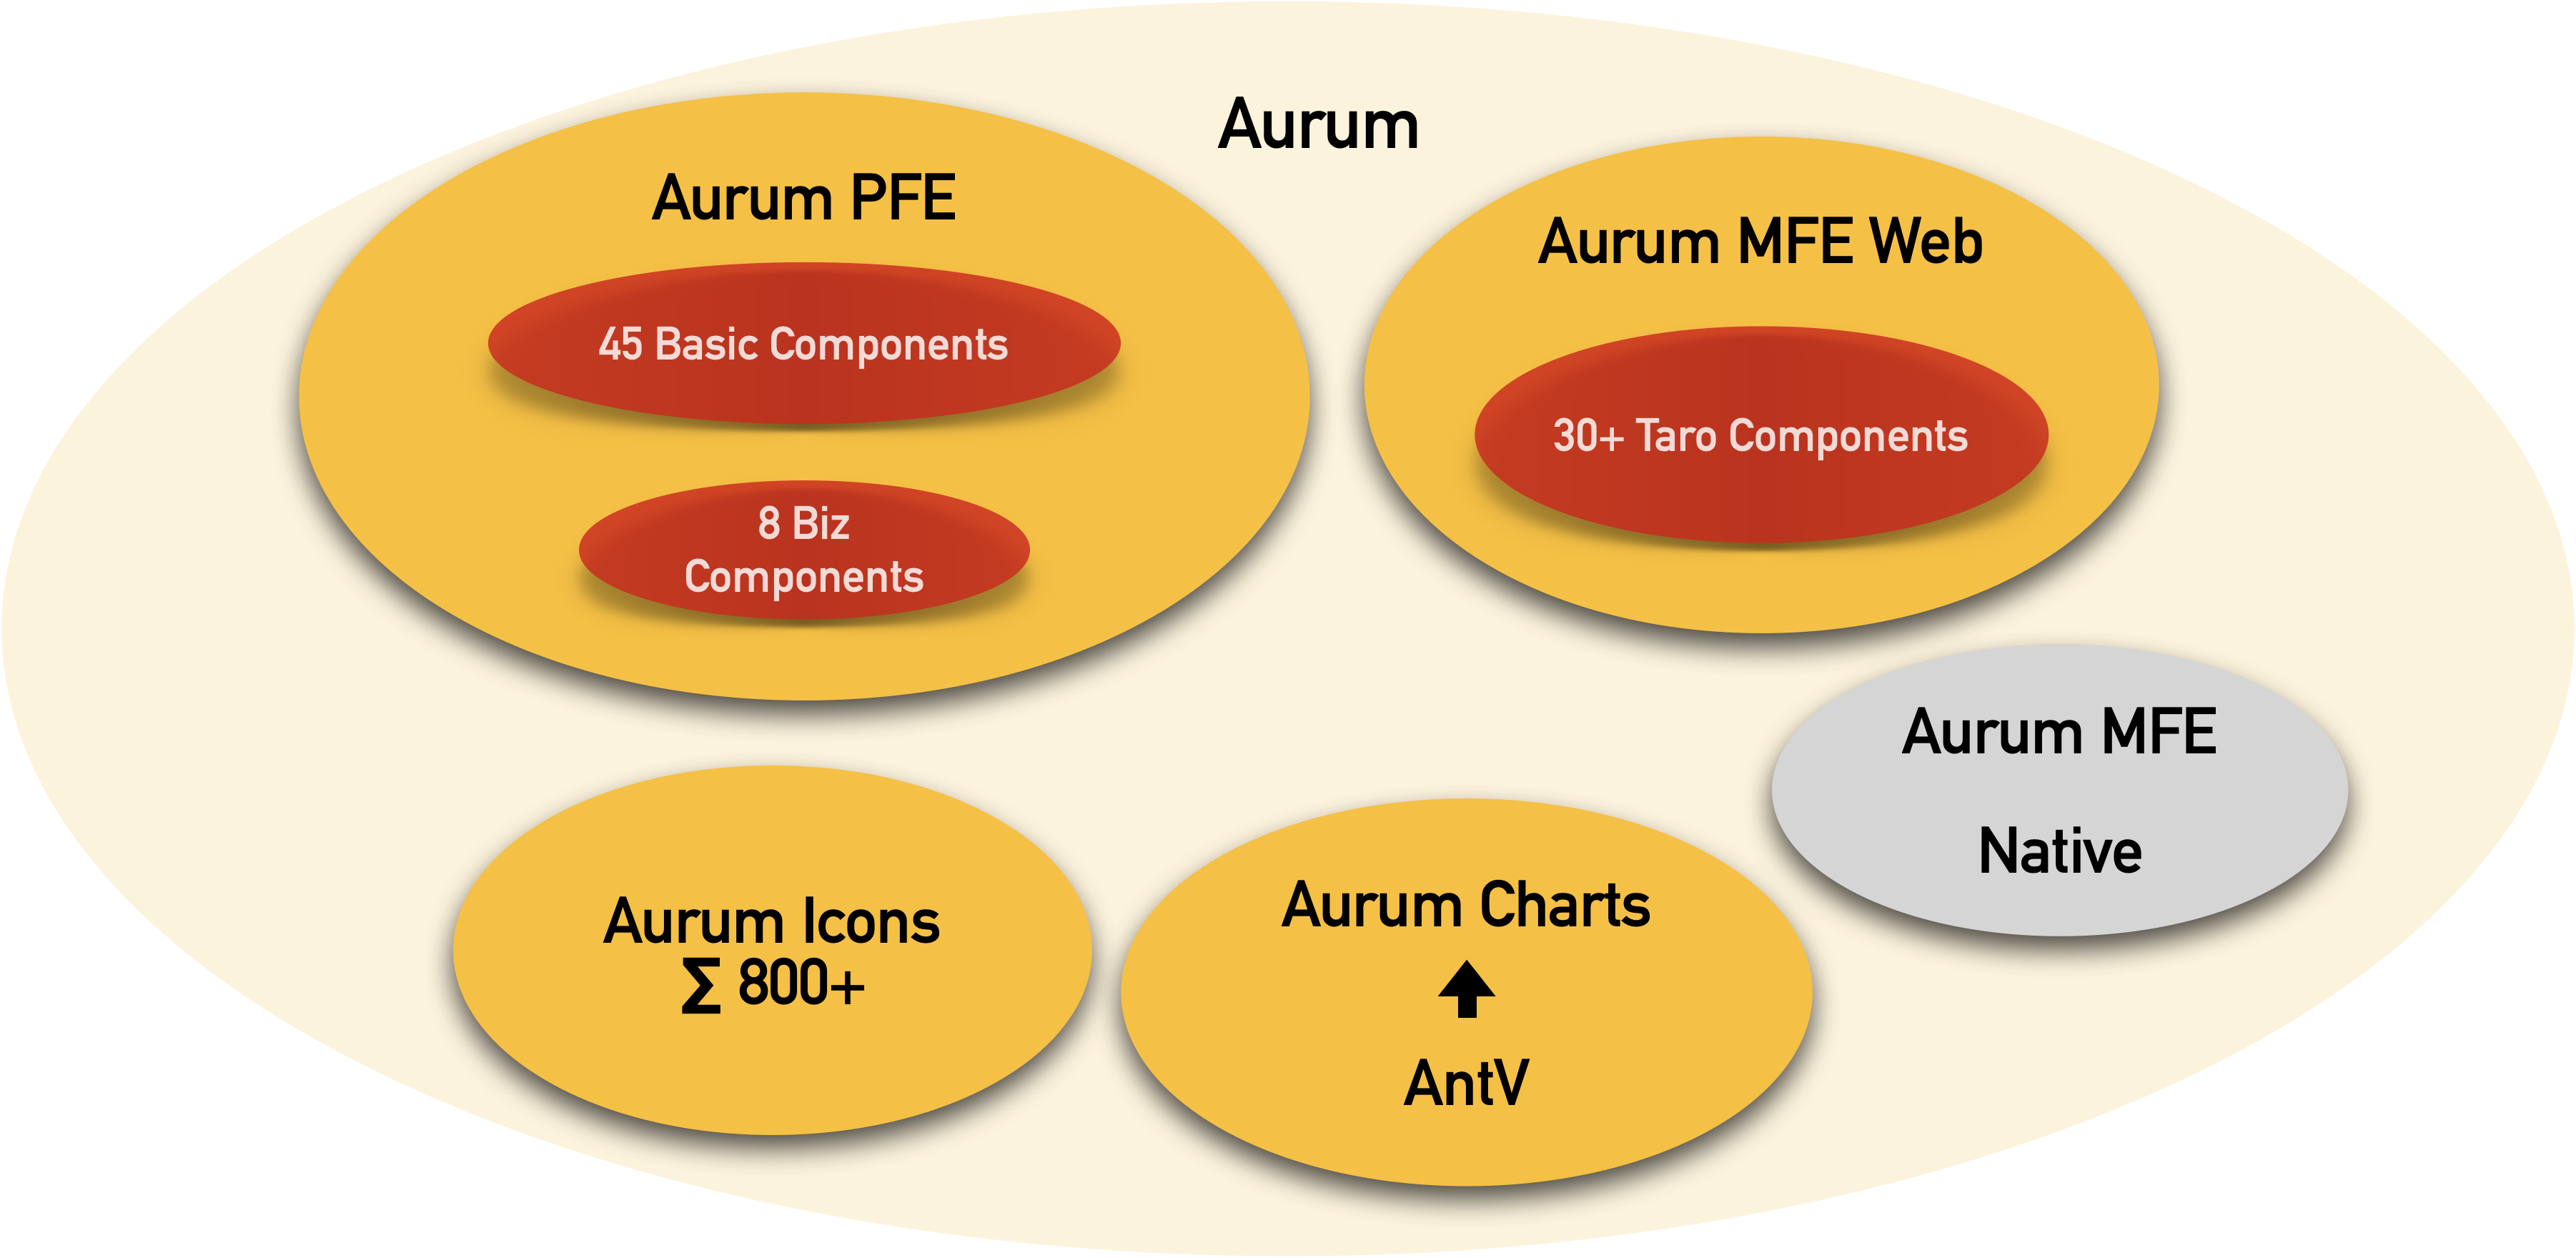 Aurum
Aurum PFE
45 Basic Components
8 Biz
Components
Aurum MFE Web
30+ Taro Components
Aurum MFE
Native
Aurum Icons
∑ 800+
Aurum Charts
AntV